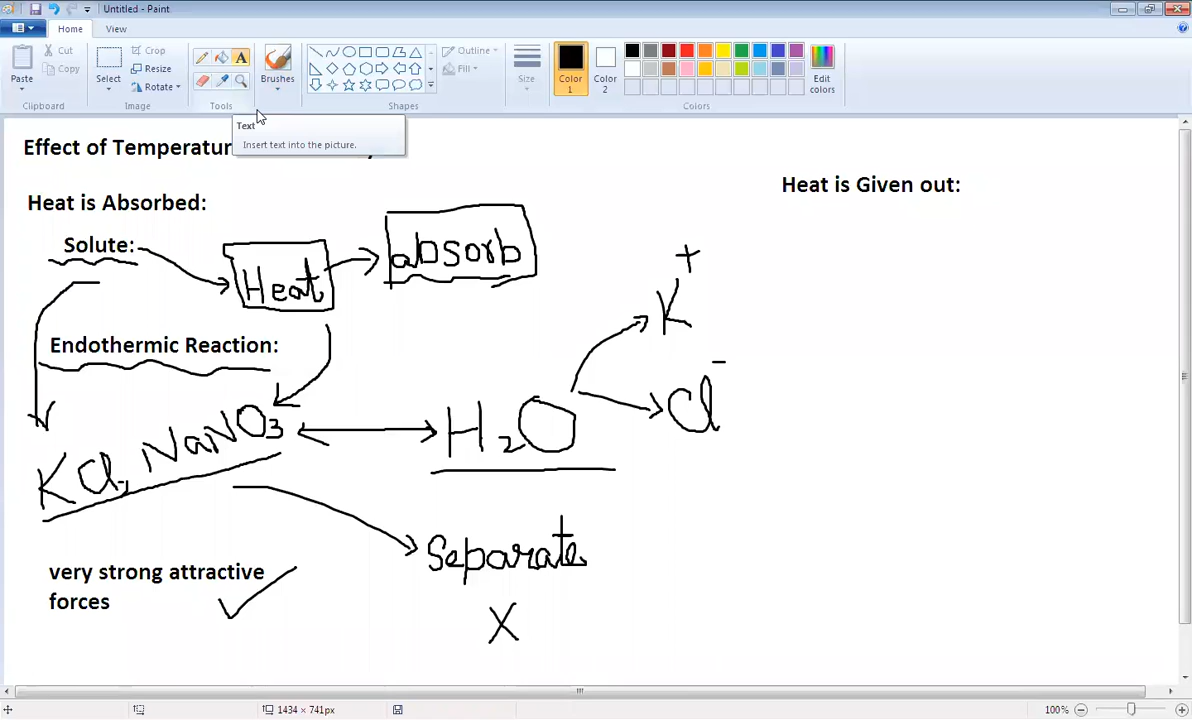 Untitled - Paint
Home View
Paste Cut Copy Clipboard
Select Crop Resize Rotate Image
Tools
Brushes
Outline Fill Shapes
Size
Color 1 Color 2 Edit colors Colors
Text
Insert text into the picture.
Effect of Temperatur
Heat is Given out:
Heat is Absorbed:
Solute: Heat absorb
K+
Endothermic Reaction:
Cl-
KCl, NaNO3 H2O
Separate
very strong attractive
forces
X
1434 × 741px 100%